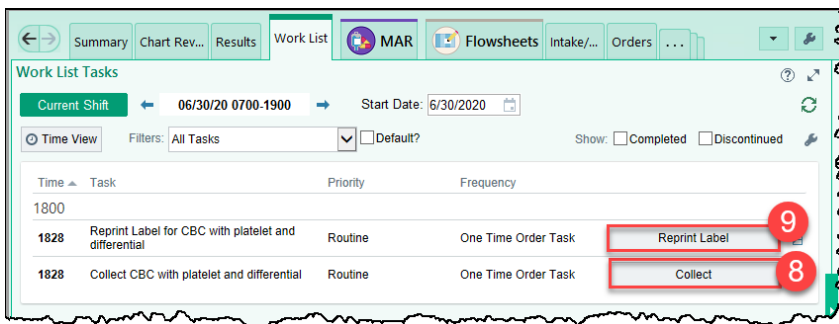 Summary Chart Rev... Results Work List MAR Flowsheets Intake/... Orders ...
Work List Tasks
Current Shift 06/30/20 0700-1900 Start Date: 6/30/2020
Time View Filters: All Tasks Default? Show: Completed Discontinued
Time Task Priority Frequency
1800
9
1828 Reprint Label for CBC with platelet and differential Routine One Time Order Task Reprint Label
8
1828 Collect CBC with platelet and differential Routine One Time Order Task Collect